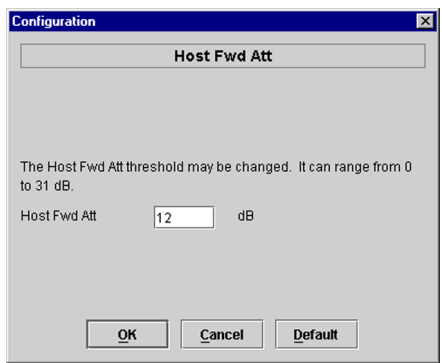 Configuration
Host Fwd Att
The Host Fwd Att threshold may be changed. It can range from 0
to 31 dB.
Host Fwd Att 12 dB
OK Cancel Default